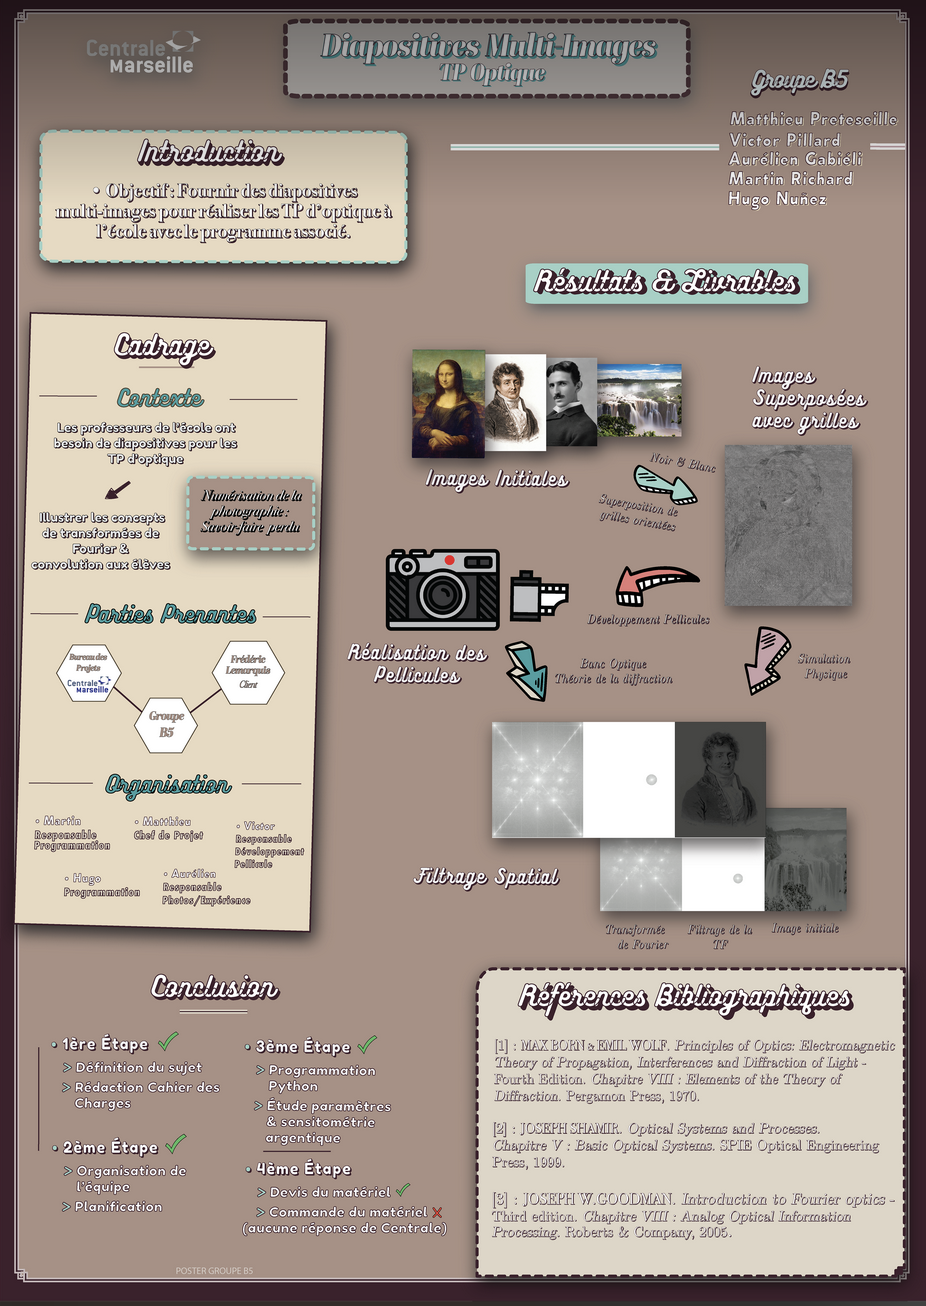 Centrale
Marseille
Diapositives Multi-Images
TP Optique
Groupe B5
Matthieu Preteseille
Victor Pillard
Aurélien Gabiéli
Martin Richard
Hugo Nuñez
Introduction
• Objectif : Fournir des diapositives
multi-images pour réaliser les TP d'optique à
l'école avec le programme associé.
Résultats & Livrables
Cadrage
Contexte
Les professeurs de l'école ont
besoin de diapositives pour les
TP d'optique
Illustrer les concepts
de transformées de
Fourier &
convolution aux élèves
Numérisation de la
photographie :
Savoir-faire perdu
Parties Prenantes
Bureau des
Projets
Centrale
Marseille
Frédéric
Lemarquis
Client
Groupe
B5
Organisation
• Martin
Responsable
Programmation
• Matthieu
Chef de Projet
• Victor
Responsable
Développement
Pellicule
• Hugo
Programmation
• Aurélien
Responsable
Photos/Expérience
Images Initiales
Images
Superposées
avec grilles
Noir & Blanc
Superposition de
grilles orientées
Développement Pellicules
Réalisation des
Pellicules
Banc Optique
Théorie de la diffraction
Simulation
Physique
Filtrage Spatial
Transformée
de Fourier
Filtrage de la
TF
Image initiale
Conclusion
• 1ère Étape
> Définition du sujet
> Rédaction Cahier des
Charges
• 2ème Étape
> Organisation de
l'équipe
> Planification
• 3ème Étape
> Programmation
Python
> Étude paramètres
& sensitométrie
argentique
• 4ème Étape
> Devis du matériel
> Commande du matériel
(aucune réponse de Centrale)
Références Bibliographiques
[1] : MAX BORN & EMIL WOLF. Principles of Optics: Electromagnetic
Theory of Propagation, Interferences and Diffraction of Light -
Fourth Edition. Chapitre VIII : Elements of the Theory of
Diffraction. Pergamon Press, 1970.
[2] : JOSEPH SHAMIR. Optical Systems and Processes.
Chapitre V : Basic Optical Systems. SPIE Optical Engineering
Press, 1999.
[3] : JOSEPH W. GOODMAN. Introduction to Fourier optics -
Third edition. Chapitre VIII : Analog Optical Information
Processing. Roberts & Company, 2005.
POSTER GROUPE B5